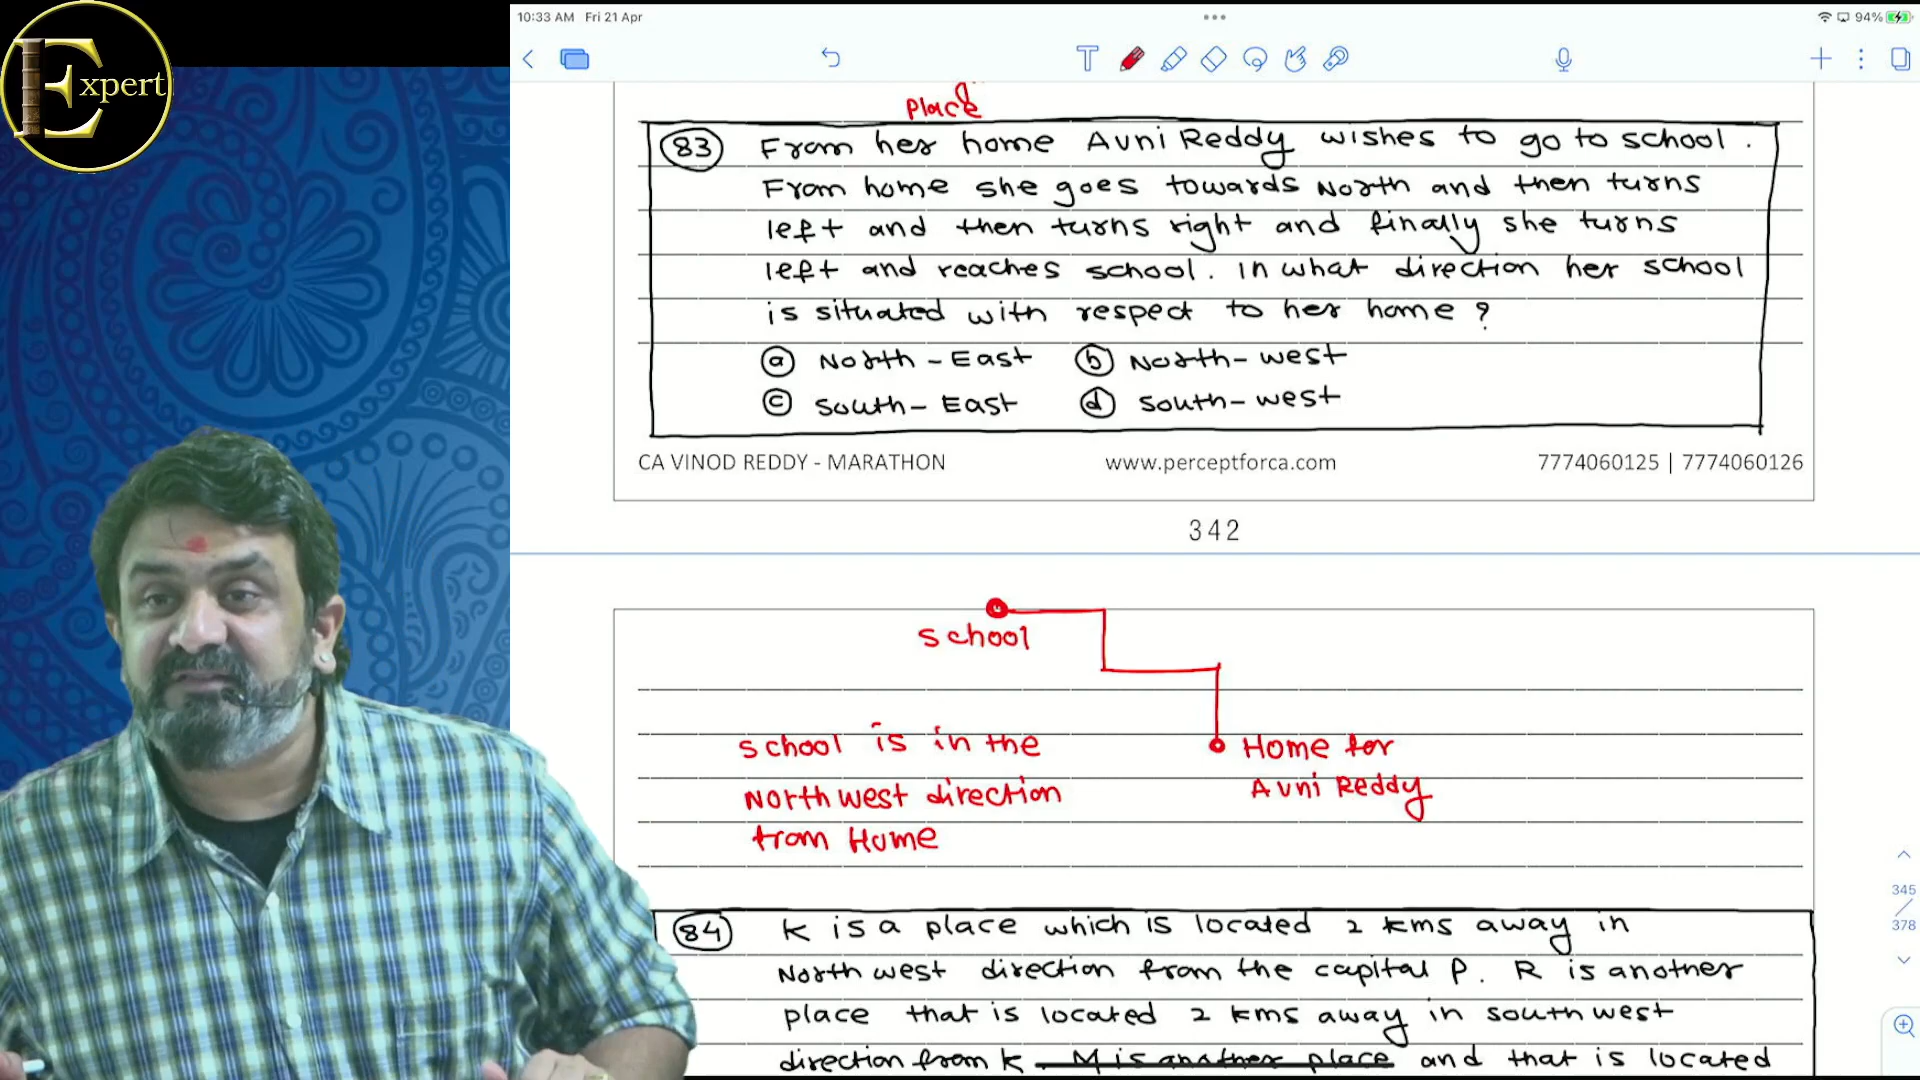 Expert
10:33 AM Fri 21 Apr
94%
Place
83 From her home Avni Reddy wishes to go to school.
From home she goes towards North and then turns
left and then turns right and finally she turns
left and reaches school. In what direction her school
is situated with respect to her home?
a North-East b North-west
c South-East d South-west
CA VINOD REDDY - MARATHON www.perceptforca.com 7774060125 | 7774060126
342
School
School is in the
North west direction
from Home
Home for
Avni Reddy
345
378
84 K is a place which is located 2 kms away in
North west direction from the capital P. R is another
place that is located 2 kms away in south west
direction from K M is another place and that is located